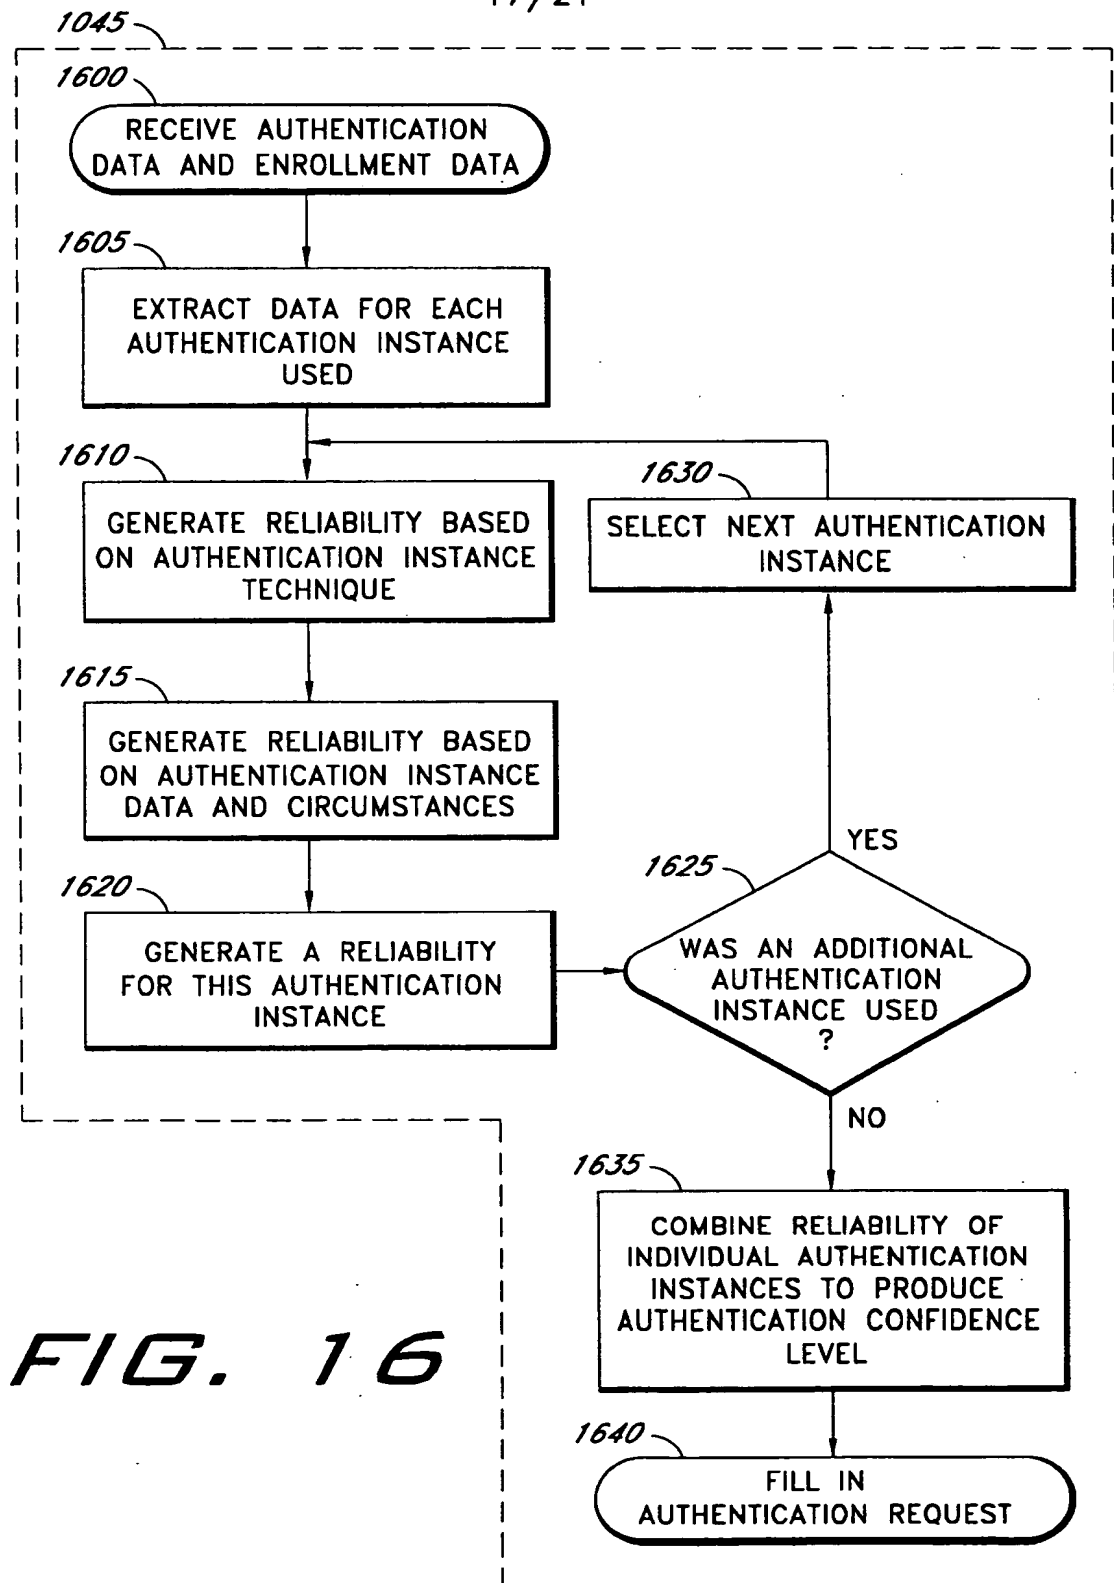 1045
1600
RECEIVE AUTHENTICATION
DATA AND ENROLLMENT DATA
1605
EXTRACT DATA FOR EACH
AUTHENTICATION INSTANCE
USED
1610
GENERATE RELIABILITY BASED
ON AUTHENTICATION INSTANCE
TECHNIQUE
1630
SELECT NEXT AUTHENTICATION
INSTANCE
1615
GENERATE RELIABILITY BASED
ON AUTHENTICATION INSTANCE
DATA AND CIRCUMSTANCES
1620
GENERATE A RELIABILITY
FOR THIS AUTHENTICATION
INSTANCE
YES
1625
WAS AN ADDITIONAL
AUTHENTICATION
INSTANCE USED
?
NO
1635
COMBINE RELIABILITY OF
INDIVIDUAL AUTHENTICATION
INSTANCES TO PRODUCE
AUTHENTICATION CONFIDENCE
LEVEL
1640
FILL IN
AUTHENTICATION REQUEST
FIG. 16